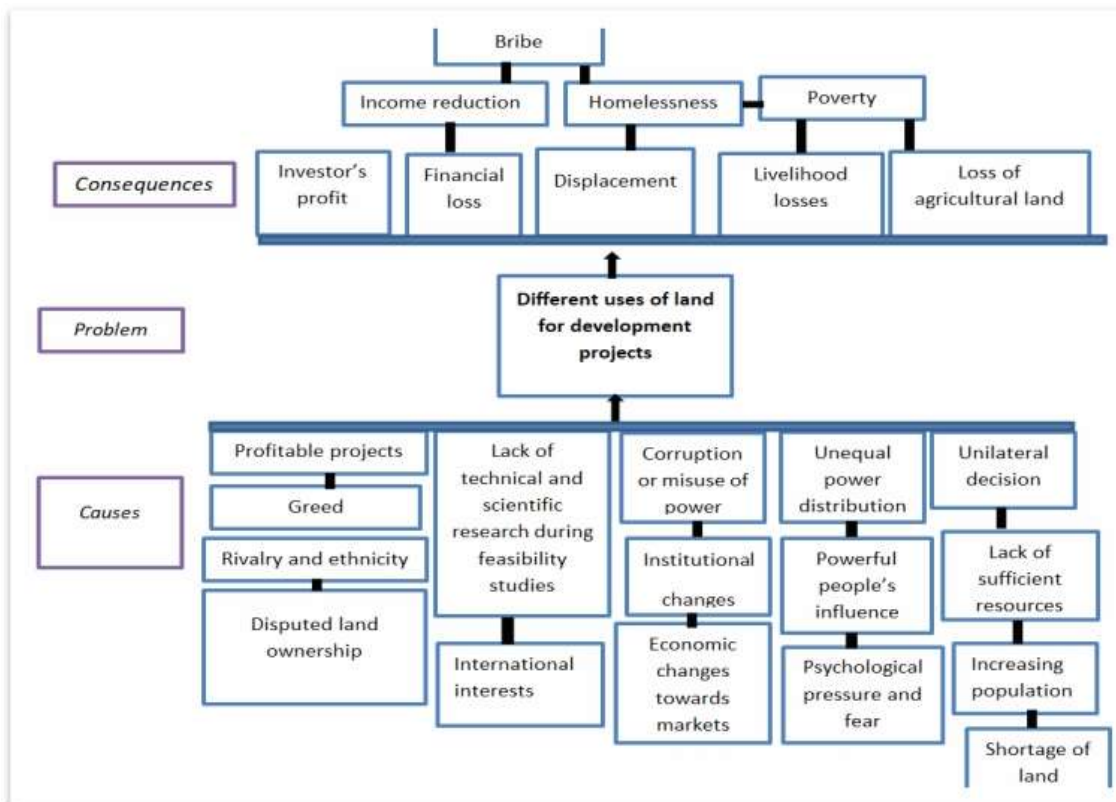 Bribe
Income reduction
Homelessness
Poverty
Consequences
Investor's
profit
Financial
loss
Displacement
Livelihood
losses
Loss of
agricultural land
Problem
Different uses of land
for development
projects
Causes
Profitable projects
Greed
Rivalry and ethnicity
Disputed land
ownership
Lack of
technical and
scientific
research during
feasibility
studies
International
interests
Corruption
or misuse of
power
Institutional
changes
Economic
changes
towards
markets
Unequal
power
distribution
Powerful
people's
influence
Psychological
pressure and
fear
Unilateral
decision
Lack of
sufficient
resources
Increasing
population
Shortage of
land